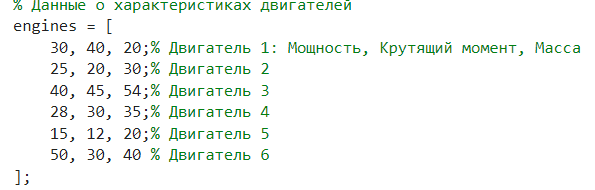 % Данные о характеристиках двигателей
engines = [
30, 40, 20;% Двигатель 1: Мощность, Крутящий момент, Масса
25, 20, 30;% Двигатель 2
40, 45, 54;% Двигатель 3
28, 30, 35;% Двигатель 4
15, 12, 20;% Двигатель 5
50, 30, 40 % Двигатель 6
];